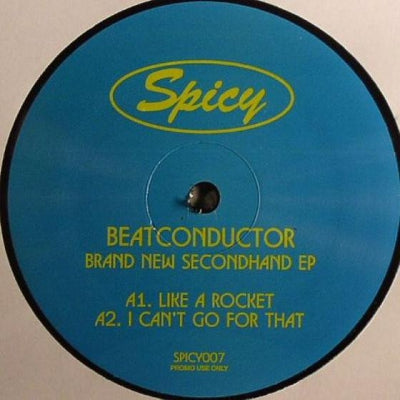 Spicy
BEATCONDUCTOR
BRAND NEW SECONDHAND EP
A1. LIKE A ROCKET
A2. I CAN'T GO FOR THAT
SPICY007
PROMO USE ONLY